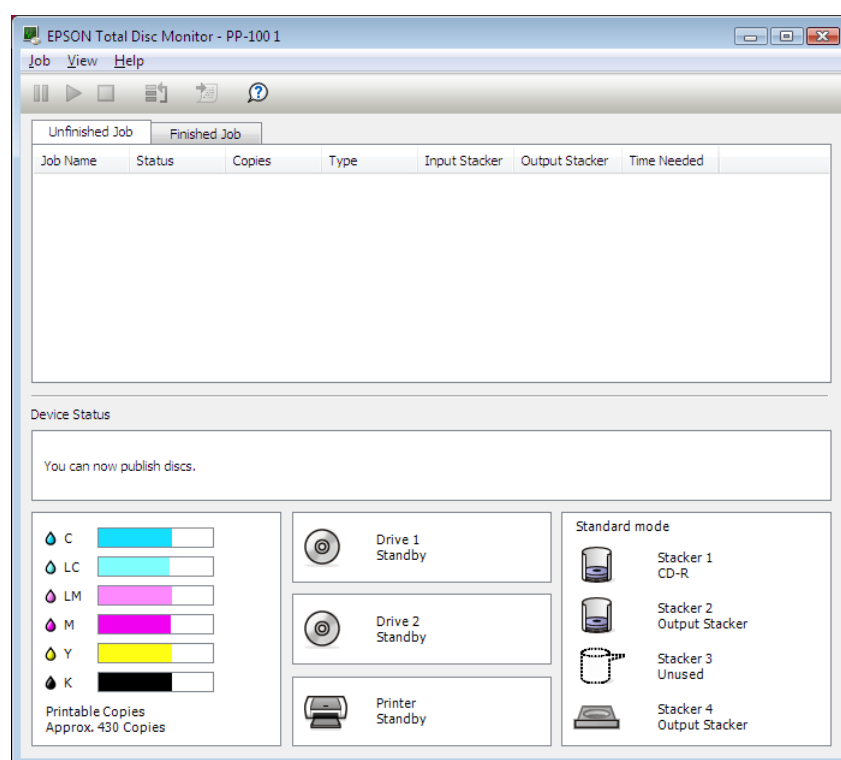 EPSON Total Disc Monitor - PP-100 1
Job View Help
Unfinished Job Finished Job
Job Name Status Copies Type Input Stacker Output Stacker Time Needed
Device Status
You can now publish discs.
C
LC
LM
M
Y
K
Printable Copies
Approx. 430 Copies
Drive 1
Standby
Drive 2
Standby
Printer
Standby
Standard mode
Stacker 1
CD-R
Stacker 2
Output Stacker
Stacker 3
Unused
Stacker 4
Output Stacker